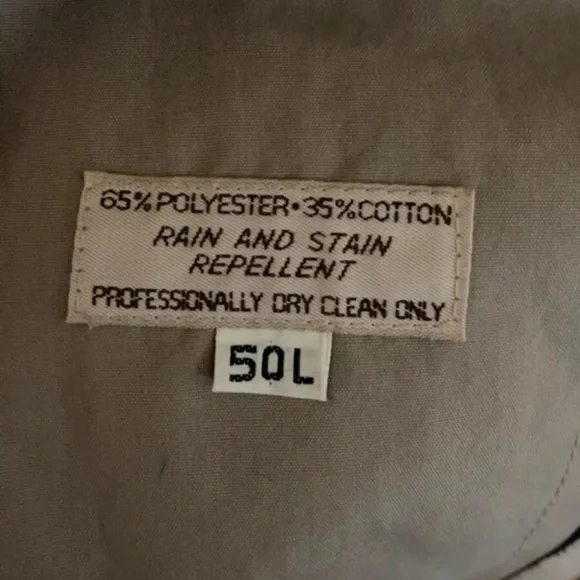 65% POLYESTER • 35% COTTON
RAIN AND STAIN
REPELLENT
PROFESSIONALLY DRY CLEAN ONLY
50L